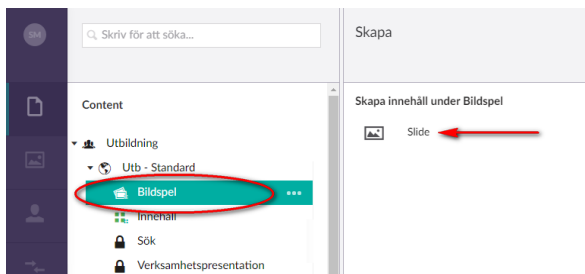 SM
Skriv för att söka...
Skapa
Content
Skapa innehåll under Bildspel
Slide
Utbildning
Utb - Standard
Bildspel
Innehåll
Sök
Verksamhetspresentation